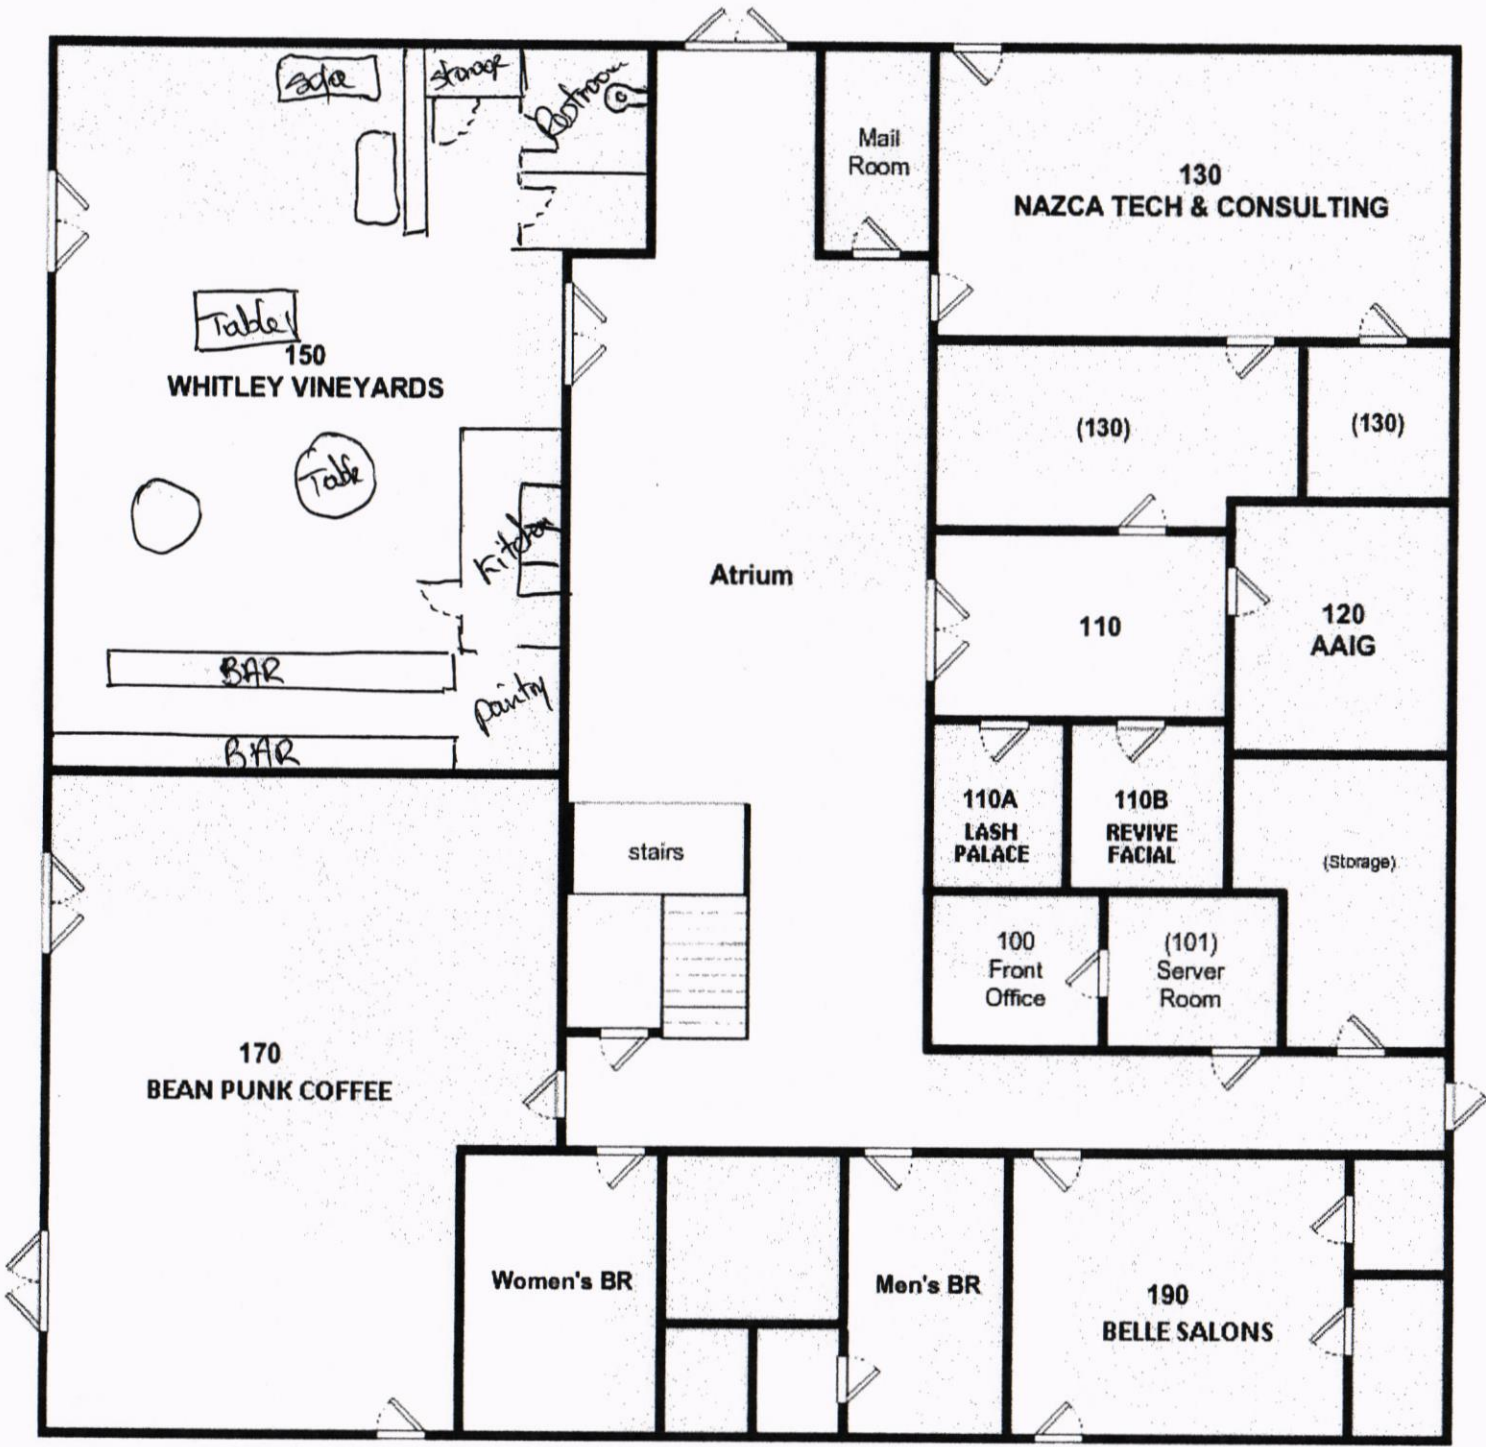 Sofa
Storage
Restroom
Mail
Room
130
NAZCA TECH & CONSULTING
Table
150
WHITLEY VINEYARDS
(130)
(130)
Table
Kitchen
Atrium
110
120
AAIG
BAR
pantry
BAR
110A
LASH
PALACE
110B
REVIVE
FACIAL
stairs
(Storage)
100
Front
Office
(101)
Server
Room
170
BEAN PUNK COFFEE
Women's BR
Men's BR
190
BELLE SALONS